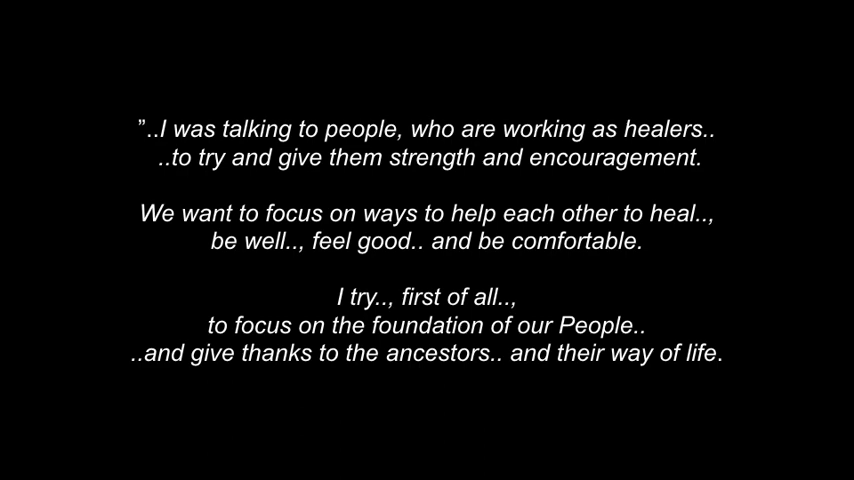 ”..I was talking to people, who are working as healers..
..to try and give them strength and encouragement.
We want to focus on ways to help each other to heal..,
be well.., feel good.. and be comfortable.
I try.., first of all..,
to focus on the foundation of our People..
..and give thanks to the ancestors.. and their way of life.